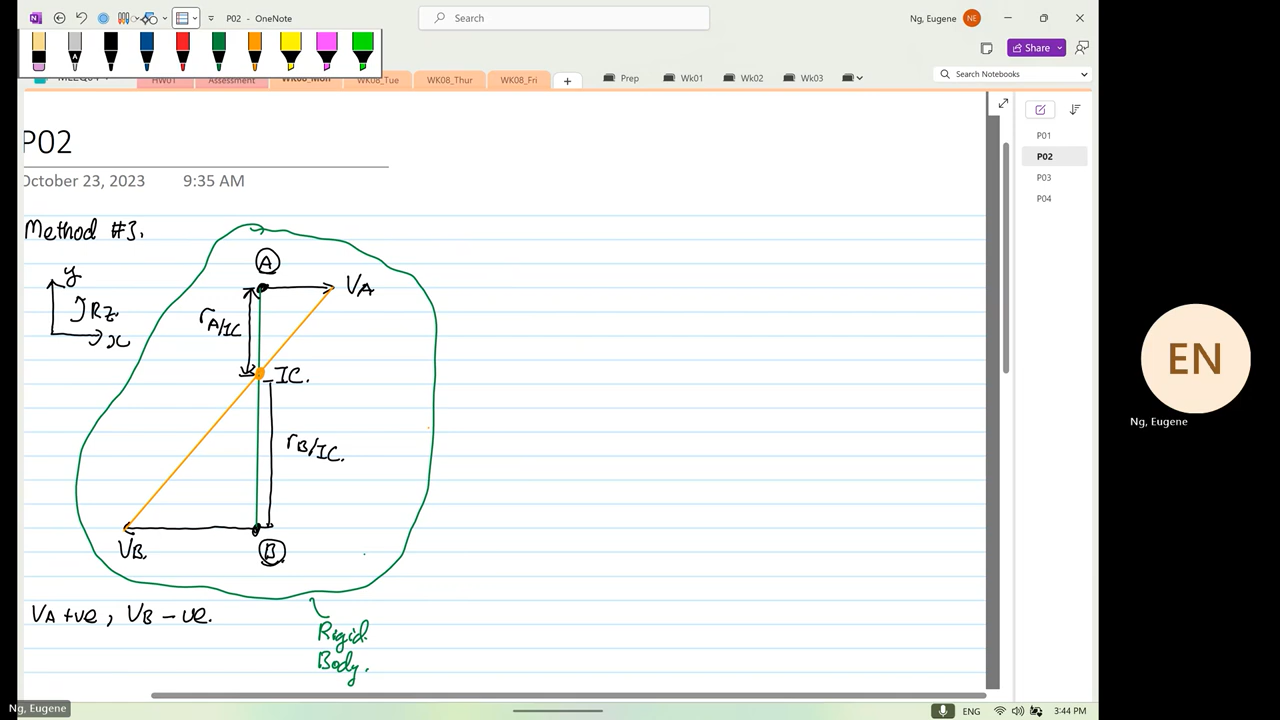 P02 - OneNote
Search
Ng, Eugene
NE
Share
HW01
Assessment
WK08_Mon
WK08_Tue
WK08_Thur
WK08_Fri
Prep
Wk01
Wk02
Wk03
Search Notebooks
P02
October 23, 2023 9:35 AM
P01
P02
P03
P04
Method #3.
y
Rz.
x
A
VA
rA/IC
IC.
rB/IC.
VB.
B
VA +ve, VB -ve.
Rigid
Body.
EN
Ng, Eugene
Ng, Eugene
ENG
3:44 PM